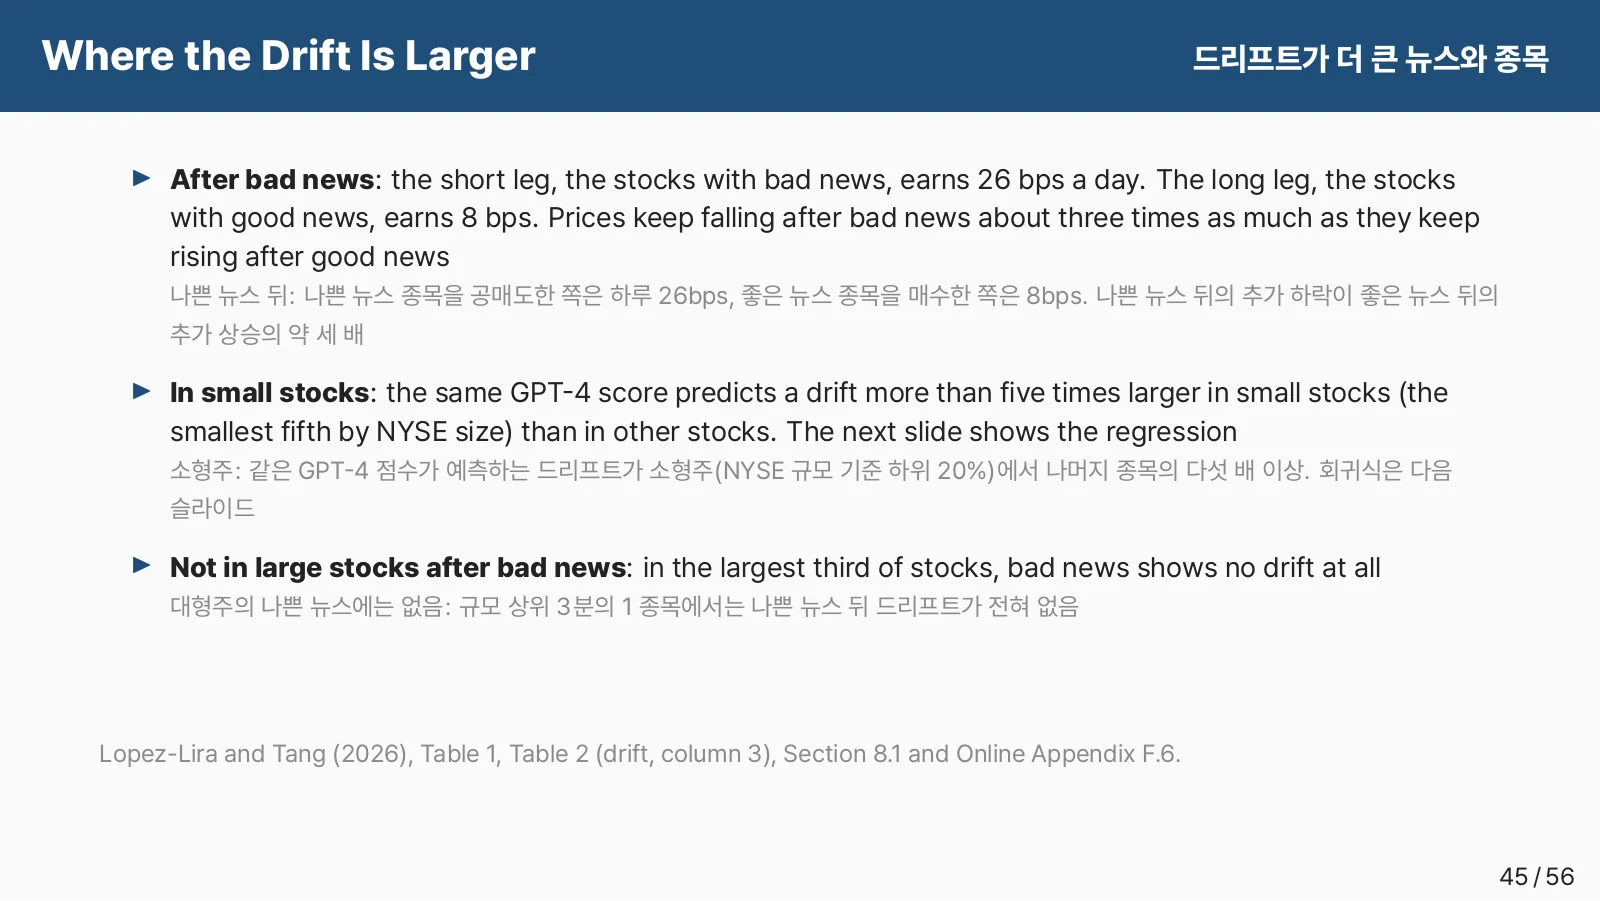 Where the Drift Is Larger
드리프트가 더 큰 뉴스와 종목
▶ After bad news: the short leg, the stocks with bad news, earns 26 bps a day. The long leg, the stocks
with good news, earns 8 bps. Prices keep falling after bad news about three times as much as they keep
rising after good news
나쁜 뉴스 뒤: 나쁜 뉴스 종목을 공매도한 쪽은 하루 26bps, 좋은 뉴스 종목을 매수한 쪽은 8bps. 나쁜 뉴스 뒤의 추가 하락이 좋은 뉴스 뒤의
추가 상승의 약 세 배
▶ In small stocks: the same GPT-4 score predicts a drift more than five times larger in small stocks (the
smallest fifth by NYSE size) than in other stocks. The next slide shows the regression
소형주: 같은 GPT-4 점수가 예측하는 드리프트가 소형주(NYSE 규모 기준 하위 20%)에서 나머지 종목의 다섯 배 이상. 회귀식은 다음
슬라이드
▶ Not in large stocks after bad news: in the largest third of stocks, bad news shows no drift at all
대형주의 나쁜 뉴스에는 없음: 규모 상위 3분의 1 종목에서는 나쁜 뉴스 뒤 드리프트가 전혀 없음
Lopez-Lira and Tang (2026), Table 1, Table 2 (drift, column 3), Section 8.1 and Online Appendix F.6.
45 / 56